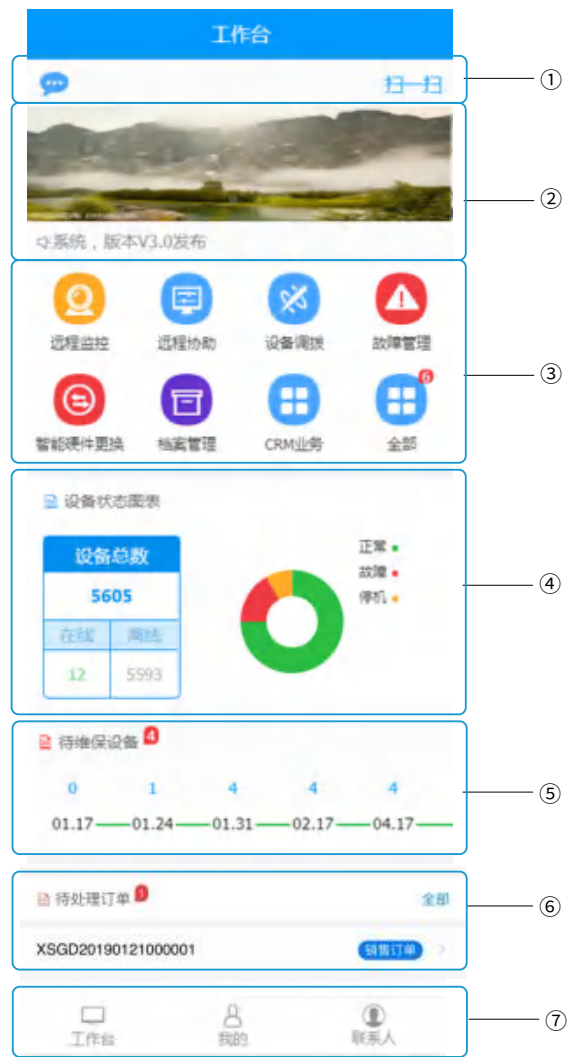 工作台
扫一扫
①
②
系统，版本V3.0发布
远程监控 远程协助 设备调拨 故障管理
6
③
智能硬件更换 档案管理 CRM业务 全部
设备状态图表
设备总数
正常
故障
④
5605
停机
在线 离线
12 5593
待维保设备 4
0 1 4 4 4
⑤
01.17 01.24 01.31 02.17 04.17
待处理订单 1 全部
⑥
XSGD20190121000001 销售订单
⑦
工作台 我的 联系人